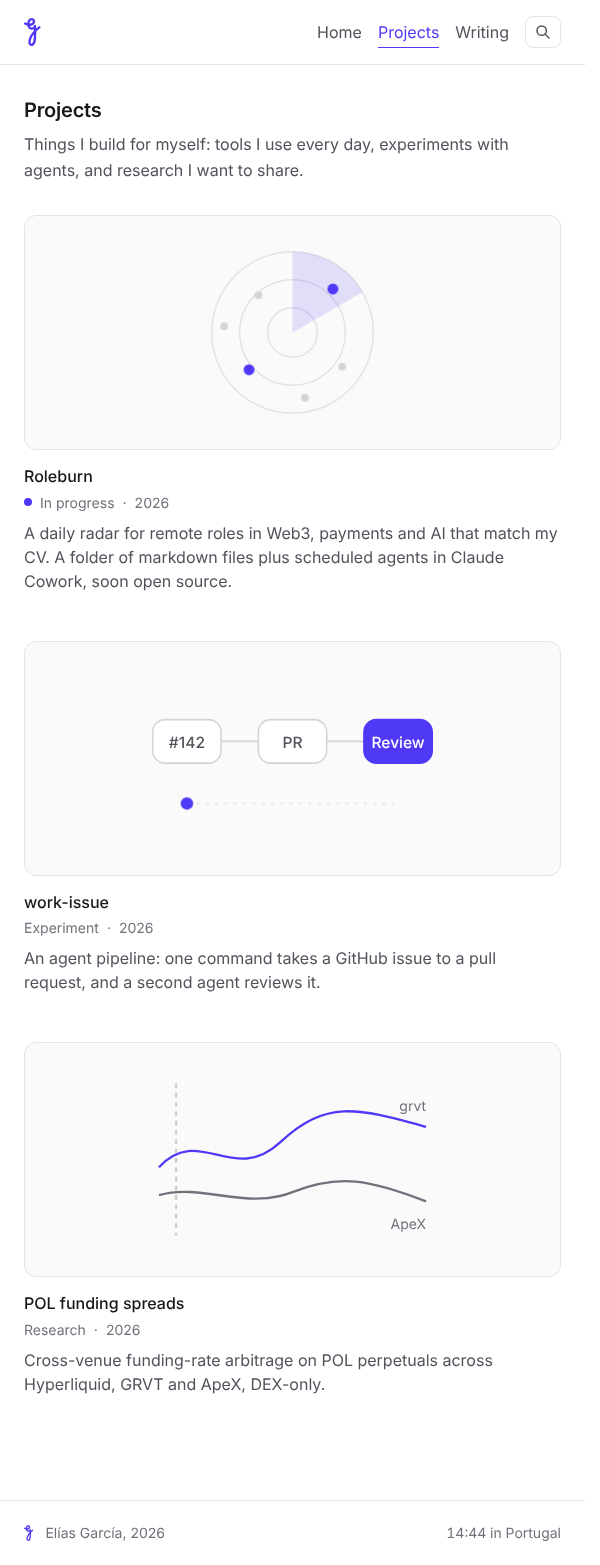 Home Projects Writing
Projects
Things I build for myself: tools I use every day, experiments with
agents, and research I want to share.
Roleburn
In progress · 2026
A daily radar for remote roles in Web3, payments and AI that match my
CV. A folder of markdown files plus scheduled agents in Claude
Cowork, soon open source.
#142 PR Review
work-issue
Experiment · 2026
An agent pipeline: one command takes a GitHub issue to a pull
request, and a second agent reviews it.
grvt
ApeX
POL funding spreads
Research · 2026
Cross-venue funding-rate arbitrage on POL perpetuals across
Hyperliquid, GRVT and ApeX, DEX-only.
Elías García, 2026
14:44 in Portugal